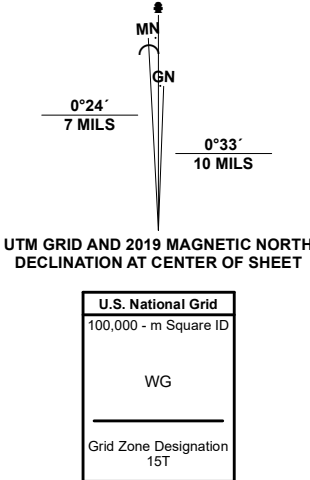 MN
GN
0°24´
7 MILS
0°33´
10 MILS
UTM GRID AND 2019 MAGNETIC NORTH
DECLINATION AT CENTER OF SHEET
U.S. National Grid
100,000 - m Square ID
WG
Grid Zone Designation
15T